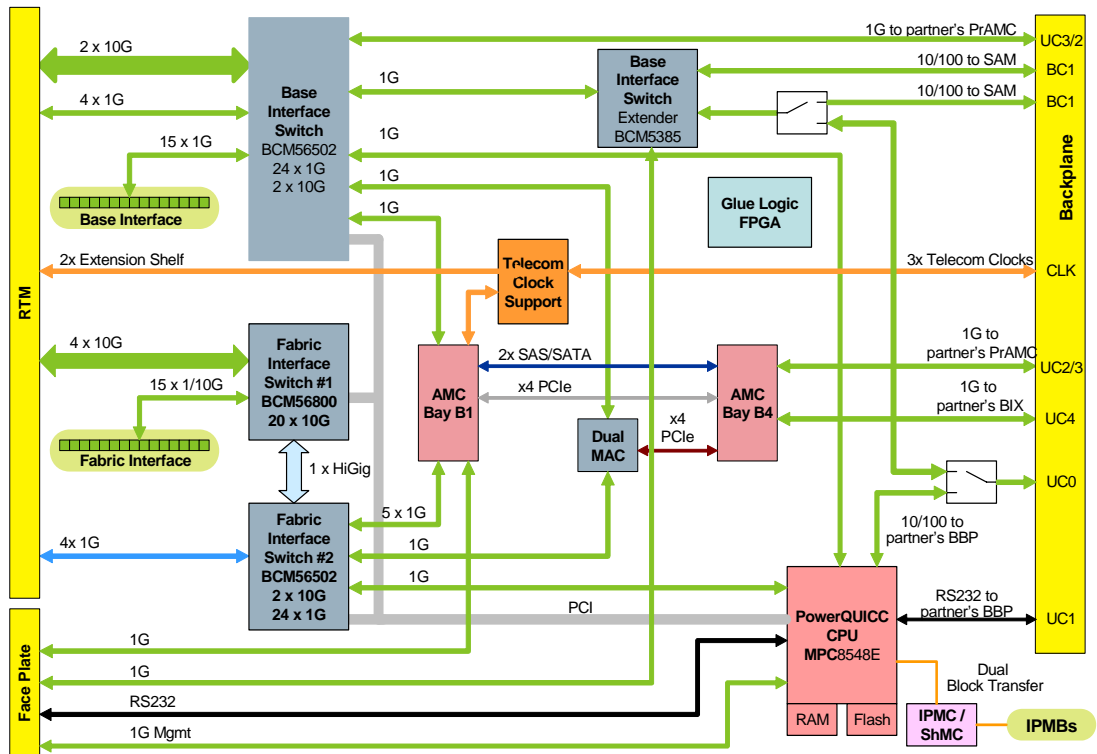 RTM
Face Plate
Backplane
2 x 10G
4 x 1G
15 x 1G
Base Interface
Base
Interface
Switch
BCM56502
24 x 1G
2 x 10G
1G
1G
1G
1G
1G to partner's PrAMC
UC3/2
Base
Interface
Switch
Extender
BCM5385
10/100 to SAM
BC1
10/100 to SAM
BC1
Glue Logic
FPGA
2x Extension Shelf
Telecom
Clock
Support
3x Telecom Clocks
CLK
4 x 10G
15 x 1/10G
Fabric Interface
Fabric
Interface
Switch #1
BCM56800
20 x 10G
1 x HiGig
AMC
Bay B1
2x SAS/SATA
x4 PCIe
AMC
Bay B4
x4
PCIe
Dual
MAC
1G to
partner's PrAMC
UC2/3
1G to
partner's BIX
UC4
UC0
10/100 to
partner's BBP
4x 1G
Fabric
Interface
Switch #2
BCM56502
2 x 10G
24 x 1G
5 x 1G
1G
1G
PCI
PowerQUICC
CPU
MPC8548E
RAM
Flash
RS232 to
partner's BBP
UC1
Dual
Block Transfer
IPMC /
ShMC
IPMBs
1G
1G
RS232
1G Mgmt